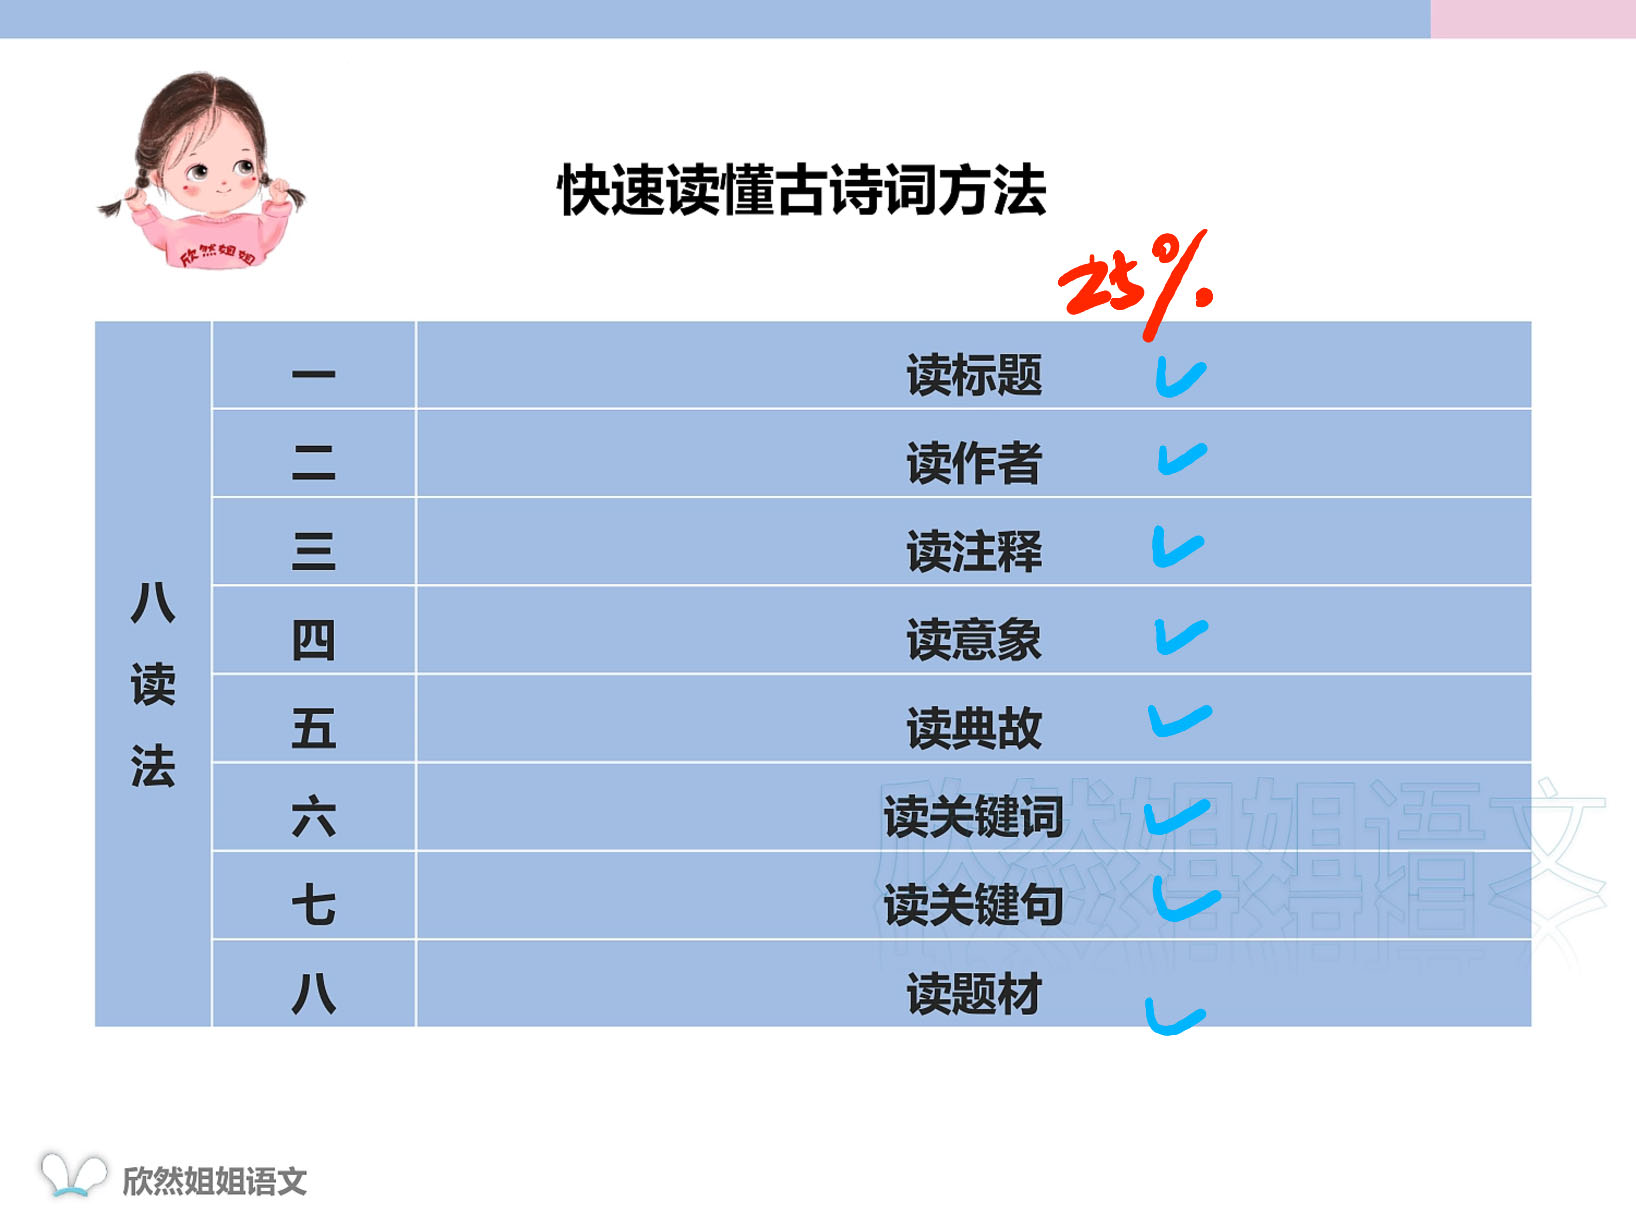 快速读懂古诗词方法
欣然姐姐
25%
八读法
一 读标题
二 读作者
三 读注释
四 读意象
五 读典故
六 读关键词
七 读关键句
八 读题材
欣然姐姐语文
欣然姐姐语文